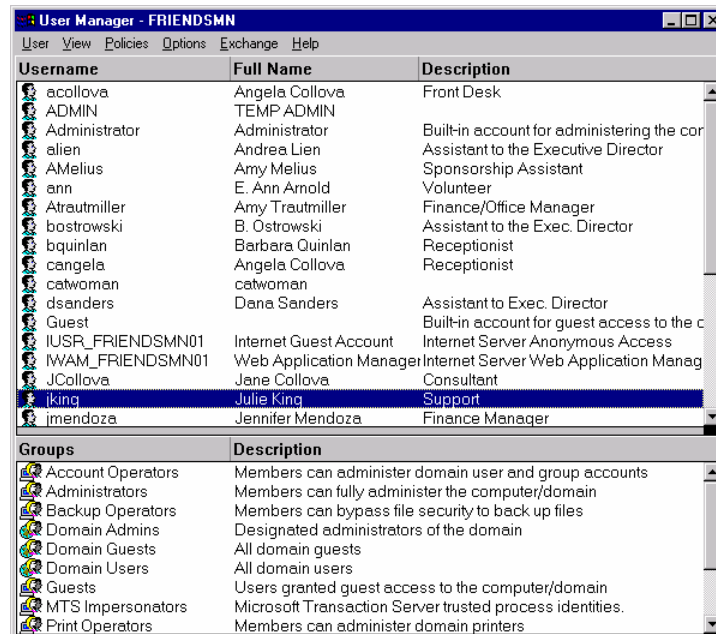 User Manager - FRIENDSMN
User View Policies Options Exchange Help
Username Full Name Description
acollova Angela Collova Front Desk
ADMIN TEMP ADMIN
Administrator Administrator Built-in account for administering the cor
alien Andrea Lien Assistant to the Executive Director
AMelius Amy Melius Sponsorship Assistant
ann E. Ann Arnold Volunteer
Atrautmiller Amy Trautmiller Finance/Office Manager
bostrowski B. Ostrowski Assistant to the Exec. Director
bquinlan Barbara Quinlan Receptionist
cangela Angela Collova Receptionist
catwoman catwoman
dsanders Dana Sanders Assistant to Exec. Director
Guest Built-in account for guest access to the c
IUSR_FRIENDSMN01 Internet Guest Account Internet Server Anonymous Access
IWAM_FRIENDSMN01 Web Application Manager Internet Server Web Application Manag
JCollova Jane Collova Consultant
jking Julie King Support
jmendoza Jennifer Mendoza Finance Manager
Groups Description
Account Operators Members can administer domain user and group accounts
Administrators Members can fully administer the computer/domain
Backup Operators Members can bypass file security to back up files
Domain Admins Designated administrators of the domain
Domain Guests All domain guests
Domain Users All domain users
Guests Users granted guest access to the computer/domain
MTS Impersonators Microsoft Transaction Server trusted process identities.
Print Operators Members can administer domain printers